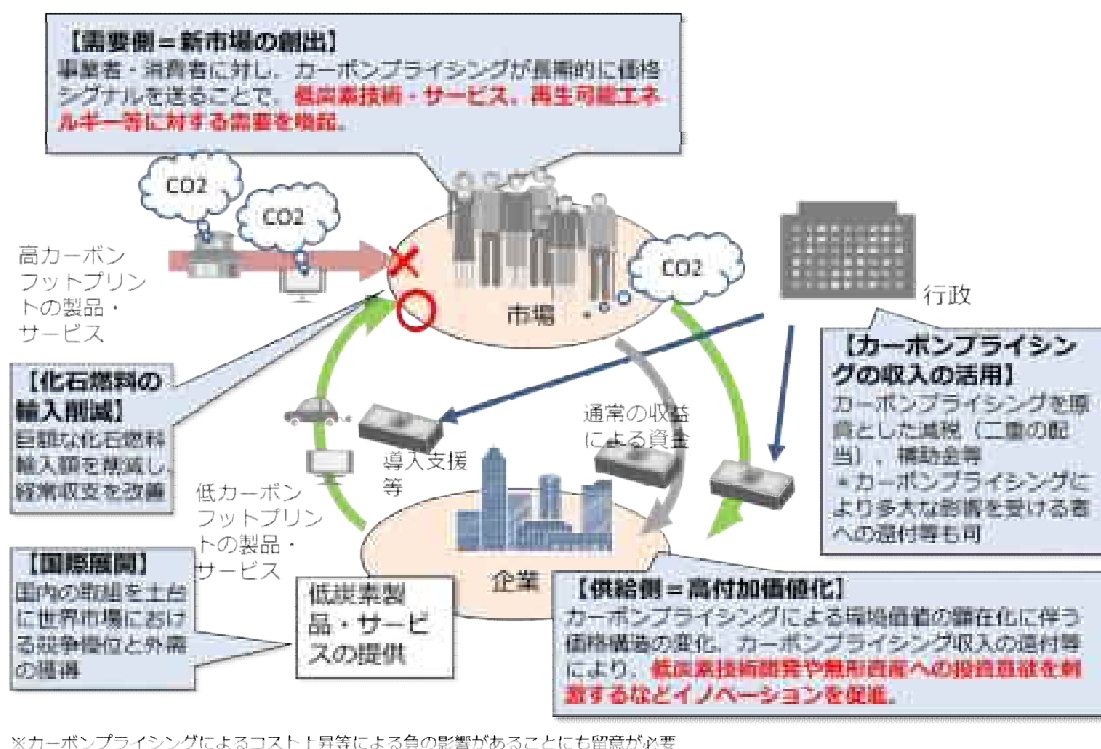 【需要側＝新市場の創出】
事業者・消費者に対し、カーボンプライシングが長期的に価格
シグナルを送ることで、低炭素技術・サービス、再生可能エネ
ルギー等に対する需要を喚起。
CO2
CO2
高カーボン
フットプリン
トの製品・
サービス
市場
CO2
行政
【化石燃料の
輸入削減】
巨額な化石燃料
輸入額を削減し、
経常収支を改善
導入支援
等
通常の収益
による資金
【カーボンプライシン
グの収入の活用】
カーボンプライシングを原
資とした減税（二重の配
当）、補助金等
＊カーボンプライシングに
より多大な影響を受ける者
への還付等も可
低カーボン
フットプリン
トの製品・
サービス
【国際展開】
国内の取組を土台
に世界市場におけ
る競争優位と外需
の獲得
低炭素製
品・サービ
スの提供
企業
【供給側＝高付加価値化】
カーボンプライシングによる環境価値の顕在化に伴う
価格構造の変化、カーボンプライシング収入の還付等
により、低炭素技術開発や無形資産への投資意欲を刺
激するなどイノベーションを促進。
※カーボンプライシングによるコスト上昇等による負の影響があることにも留意が必要